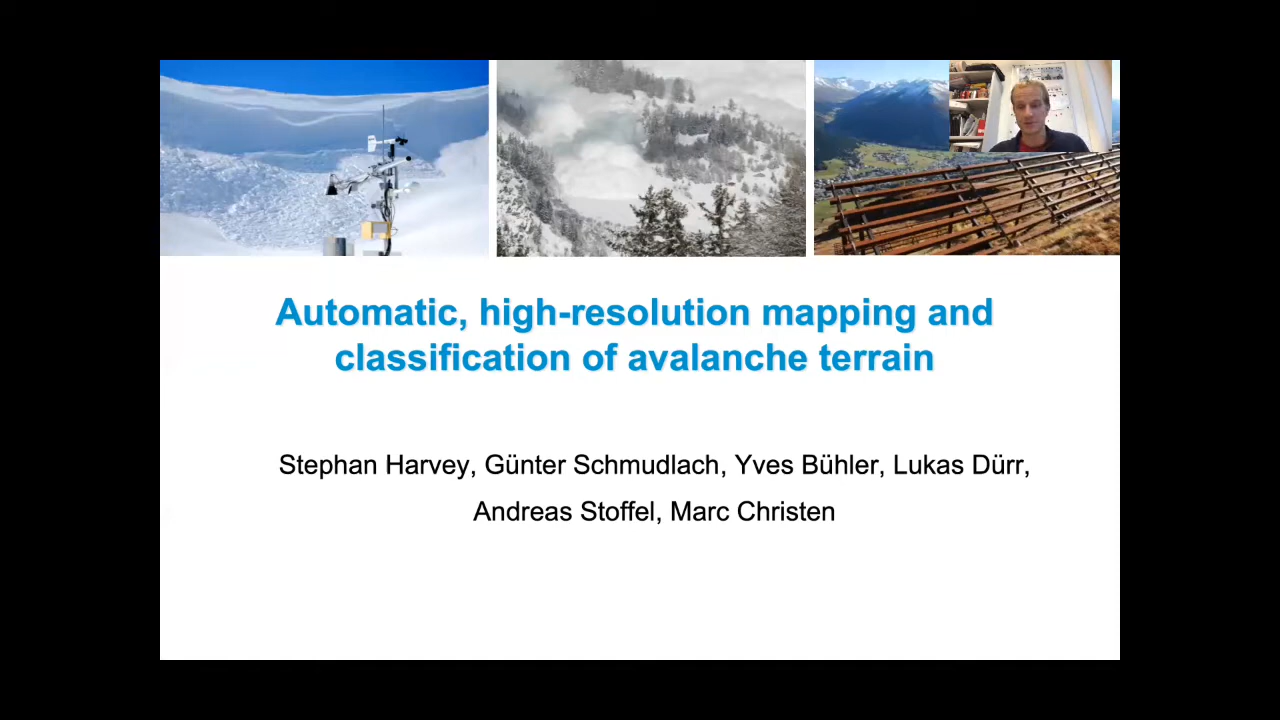 Automatic, high-resolution mapping and
classification of avalanche terrain
Stephan Harvey, Günter Schmudlach, Yves Bühler, Lukas Dürr,
Andreas Stoffel, Marc Christen